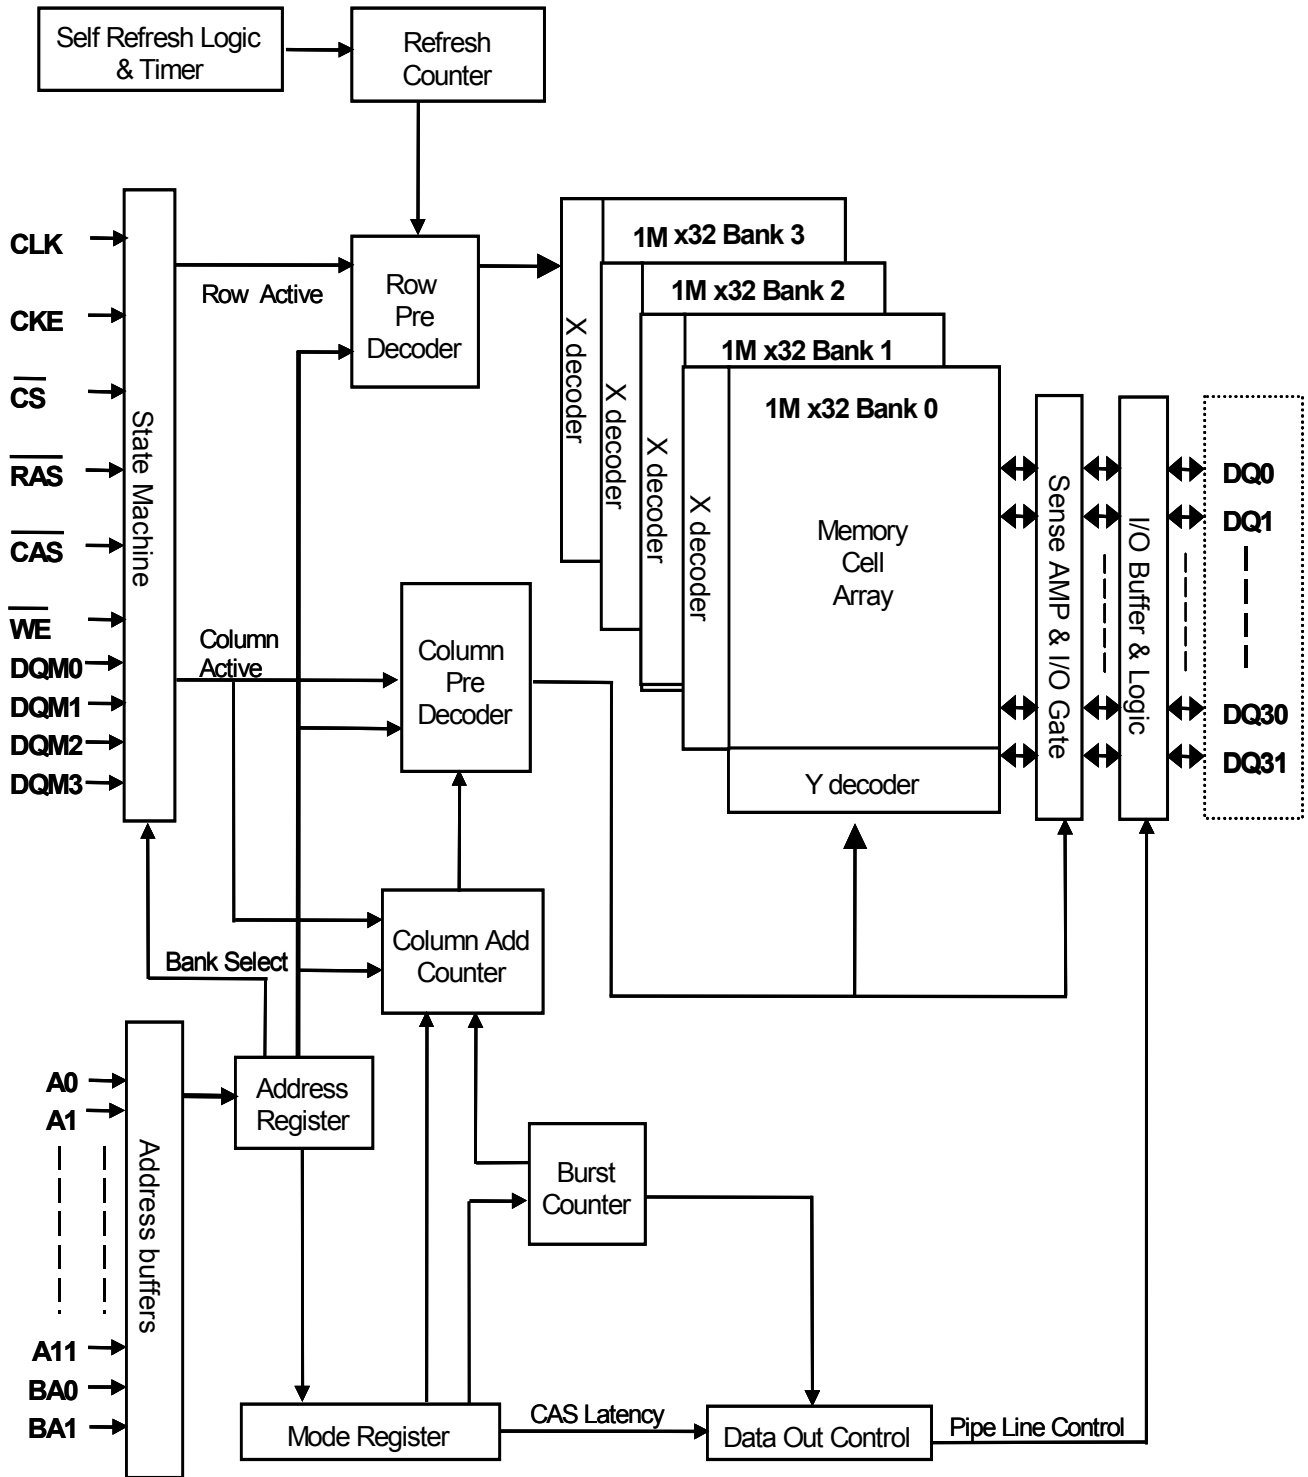 Self Refresh Logic
& Timer
Refresh
Counter
CLK
CKE
CS
RAS
CAS
WE
DQM0
DQM1
DQM2
DQM3
State Machine
Row Active
Row
Pre
Decoder
Column
Active
Column
Pre
Decoder
1M x32 Bank 3
1M x32 Bank 2
1M x32 Bank 1
1M x32 Bank 0
X decoder
X decoder
X decoder
X decoder
Memory
Cell
Array
Y decoder
Sense AMP & I/O Gate
I/O Buffer & Logic
DQ0
DQ1
DQ30
DQ31
Bank Select
Column Add
Counter
A0
A1
A11
BA0
BA1
Address buffers
Address
Register
Burst
Counter
Mode Register
CAS Latency
Data Out Control
Pipe Line Control